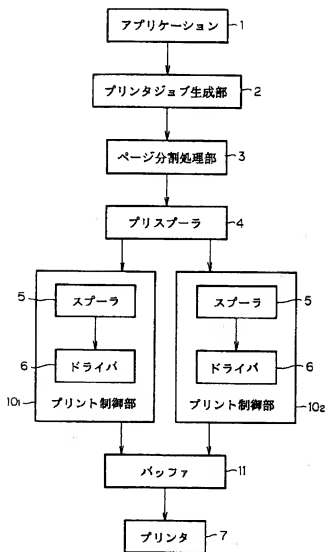 アプリケーション 1
プリンタジョブ生成部 2
ページ分割処理部 3
プリスプーラ 4
5 スプーラ
スプーラ 5
6 ドライバ
ドライバ 6
10₁ プリント制御部
プリント制御部 10₂
バッファ 11
プリンタ 7